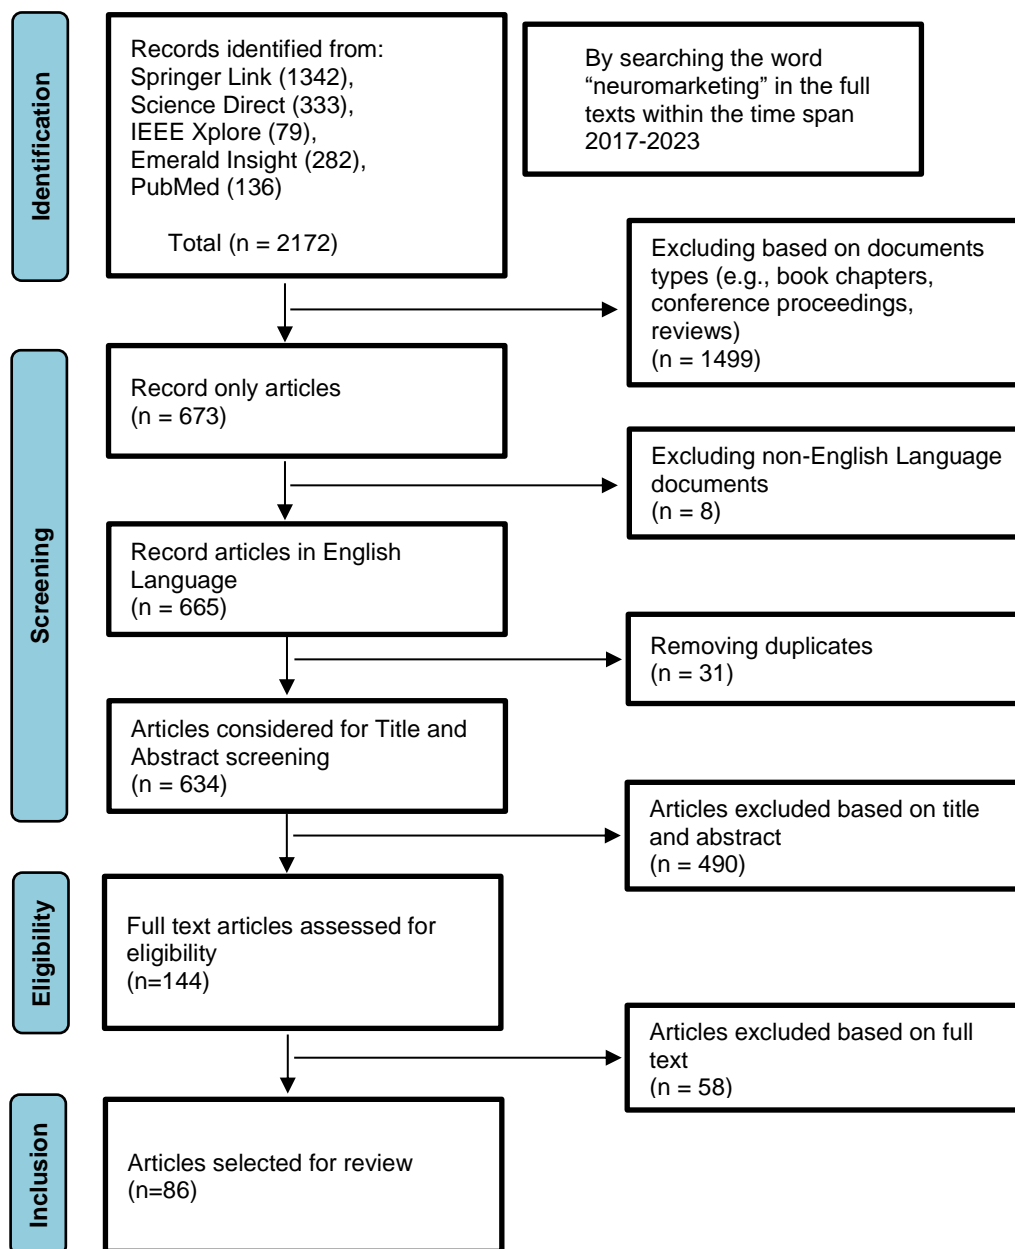 Identification
Records identified from:
Springer Link (1342),
Science Direct (333),
IEEE Xplore (79),
Emerald Insight (282),
PubMed (136)
Total (n = 2172)
By searching the word
“neuromarketing” in the full
texts within the time span
2017-2023
Excluding based on documents
types (e.g., book chapters,
conference proceedings,
reviews)
(n = 1499)
Screening
Record only articles
(n = 673)
Excluding non-English Language
documents
(n = 8)
Record articles in English
Language
(n = 665)
Removing duplicates
(n = 31)
Articles considered for Title and
Abstract screening
(n = 634)
Articles excluded based on title
and abstract
(n = 490)
Eligibility
Full text articles assessed for
eligibility
(n=144)
Articles excluded based on full
text
(n = 58)
Inclusion
Articles selected for review
(n=86)